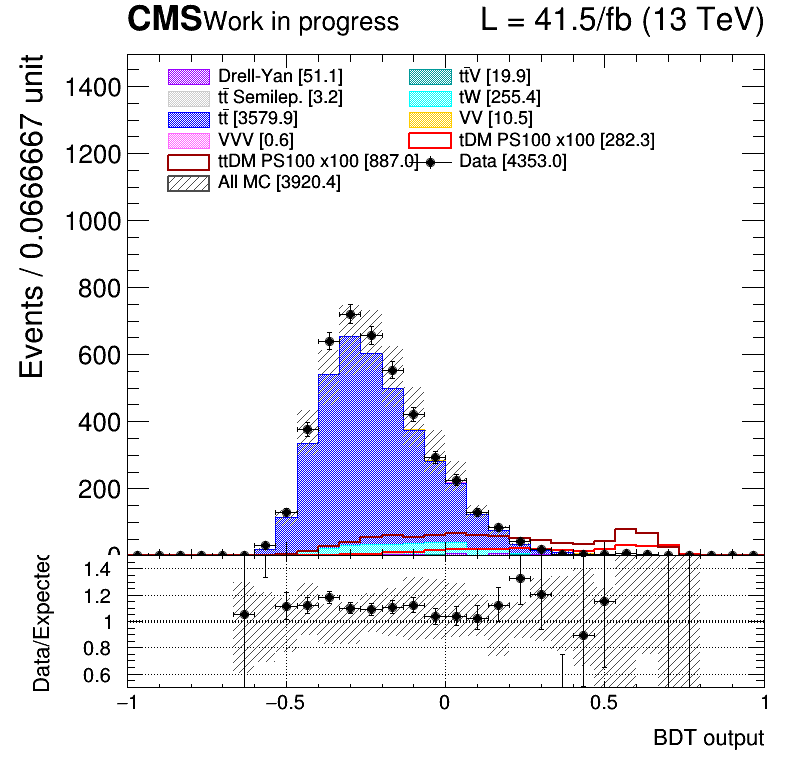 CMS Work in progress L = 41.5/fb (13 TeV)
Events / 0.0666667 unit
1400
1200
1000
800
600
400
200
0
Drell-Yan [51.1] tt̄V [19.9]
tt̄ Semilep. [3.2] tW [255.4]
tt̄ [3579.9] VV [10.5]
VVV [0.6] tDM PS100 x100 [282.3]
ttDM PS100 x100 [887.0] Data [4353.0]
All MC [3920.4]
Data/Expected
1.4
1.2
1
0.8
0.6
−1 −0.5 0 0.5 1
BDT output